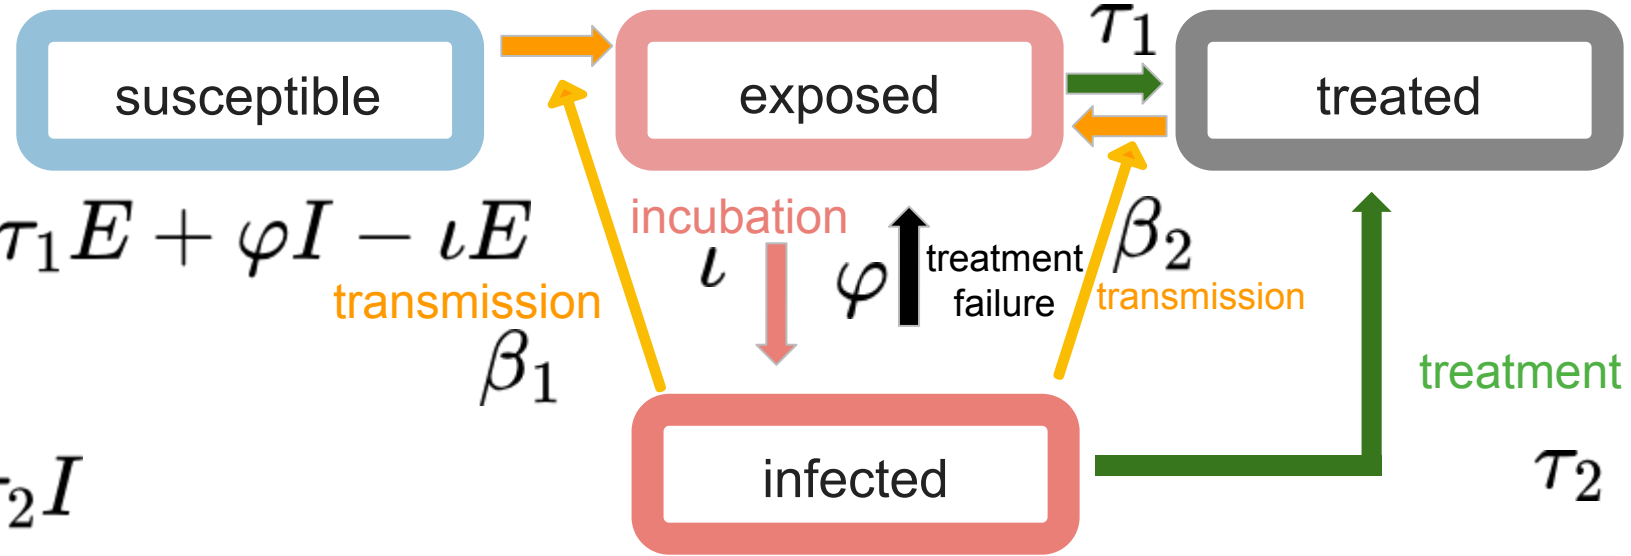 τ₁
susceptible
exposed
treated
τ₁E + φI − ιE
incubation
ι
φ
treatment
failure
β₂
transmission
transmission
β₁
treatment
infected
τ₂
₂I